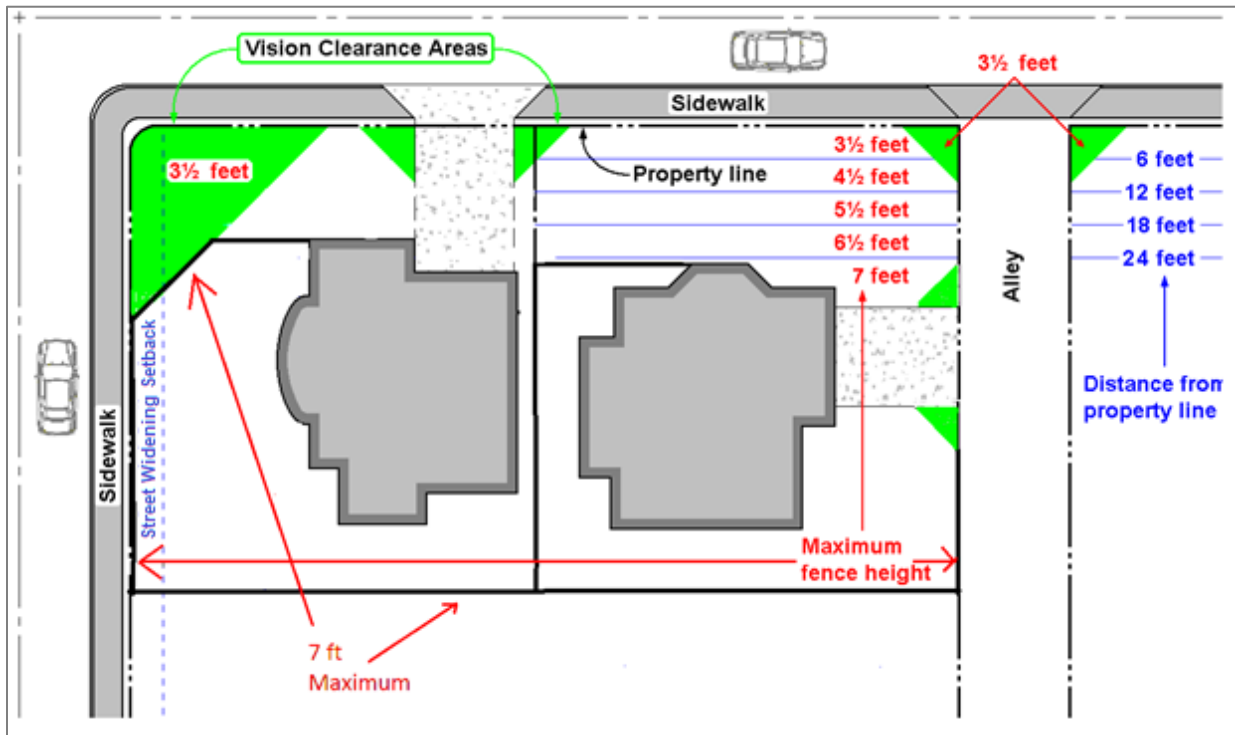 Vision Clearance Areas
3½ feet
Sidewalk
3½ feet
3½ feet
Property line
6 feet
4½ feet
12 feet
5½ feet
18 feet
6½ feet
24 feet
7 feet
Alley
Street Widening Setback
Distance from
property line
Sidewalk
Maximum
fence height
7 ft
Maximum